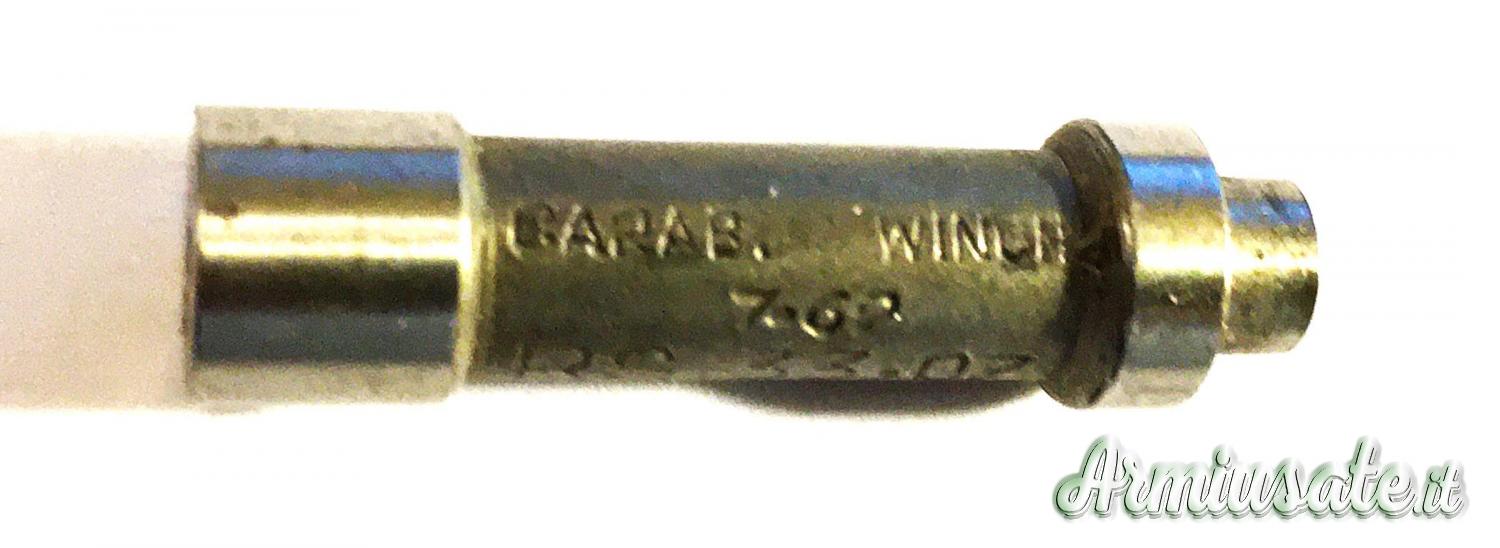 CARAB. WINCH
7.62
Armiusate.it